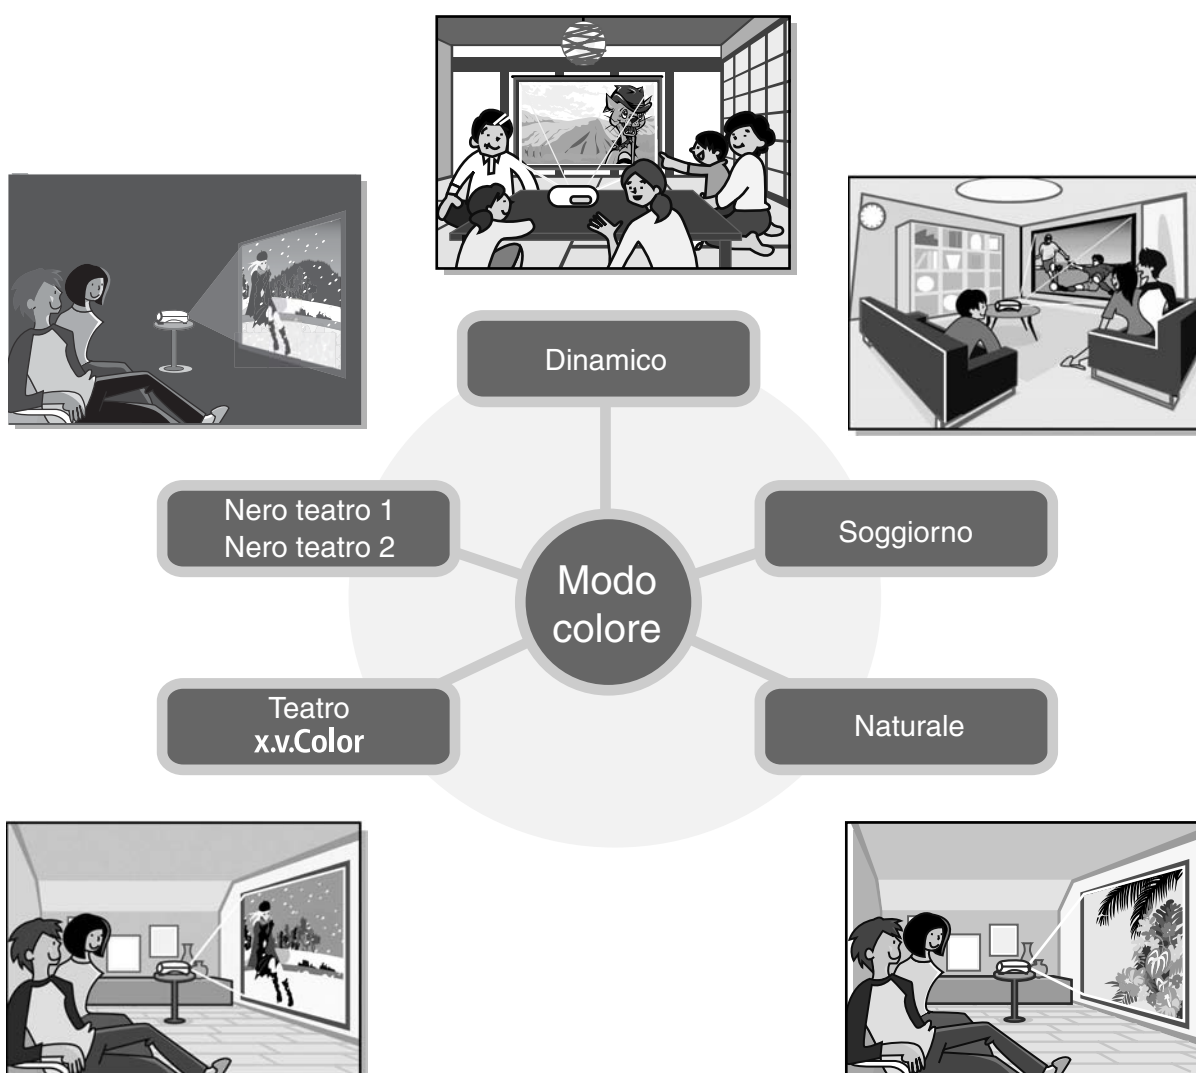 Dinamico
Nero teatro 1
Nero teatro 2
Soggiorno
Modo
colore
Teatro
x.v.Color
Naturale